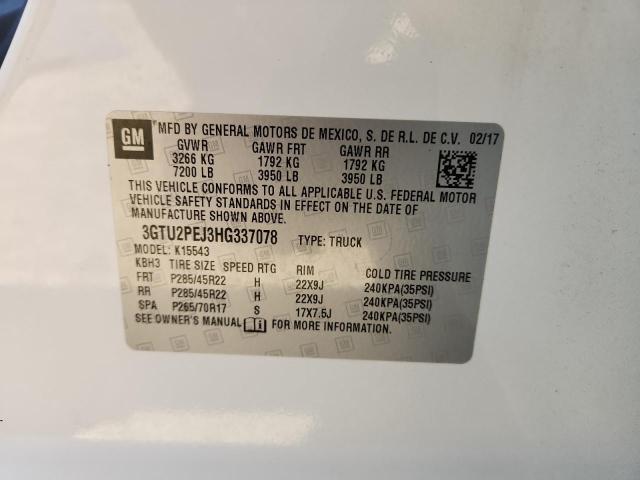 GM MFD BY GENERAL MOTORS DE MEXICO, S. DE R.L. DE C.V. 02/17
GVWR GAWR FRT GAWR RR
3266 KG 1792 KG 1792 KG
7200 LB 3950 LB 3950 LB
THIS VEHICLE CONFORMS TO ALL APPLICABLE U.S. FEDERAL MOTOR
VEHICLE SAFETY STANDARDS IN EFFECT ON THE DATE OF
MANUFACTURE SHOWN ABOVE.
3GTU2PEJ3HG337078 TYPE: TRUCK
MODEL: K15543
KBH3 TIRE SIZE SPEED RTG RIM COLD TIRE PRESSURE
FRT P285/45R22 H 22X9J 240KPA(35PSI)
RR P285/45R22 H 22X9J 240KPA(35PSI)
SPA P265/70R17 S 17X7.5J 240KPA(35PSI)
SEE OWNER'S MANUAL FOR MORE INFORMATION.